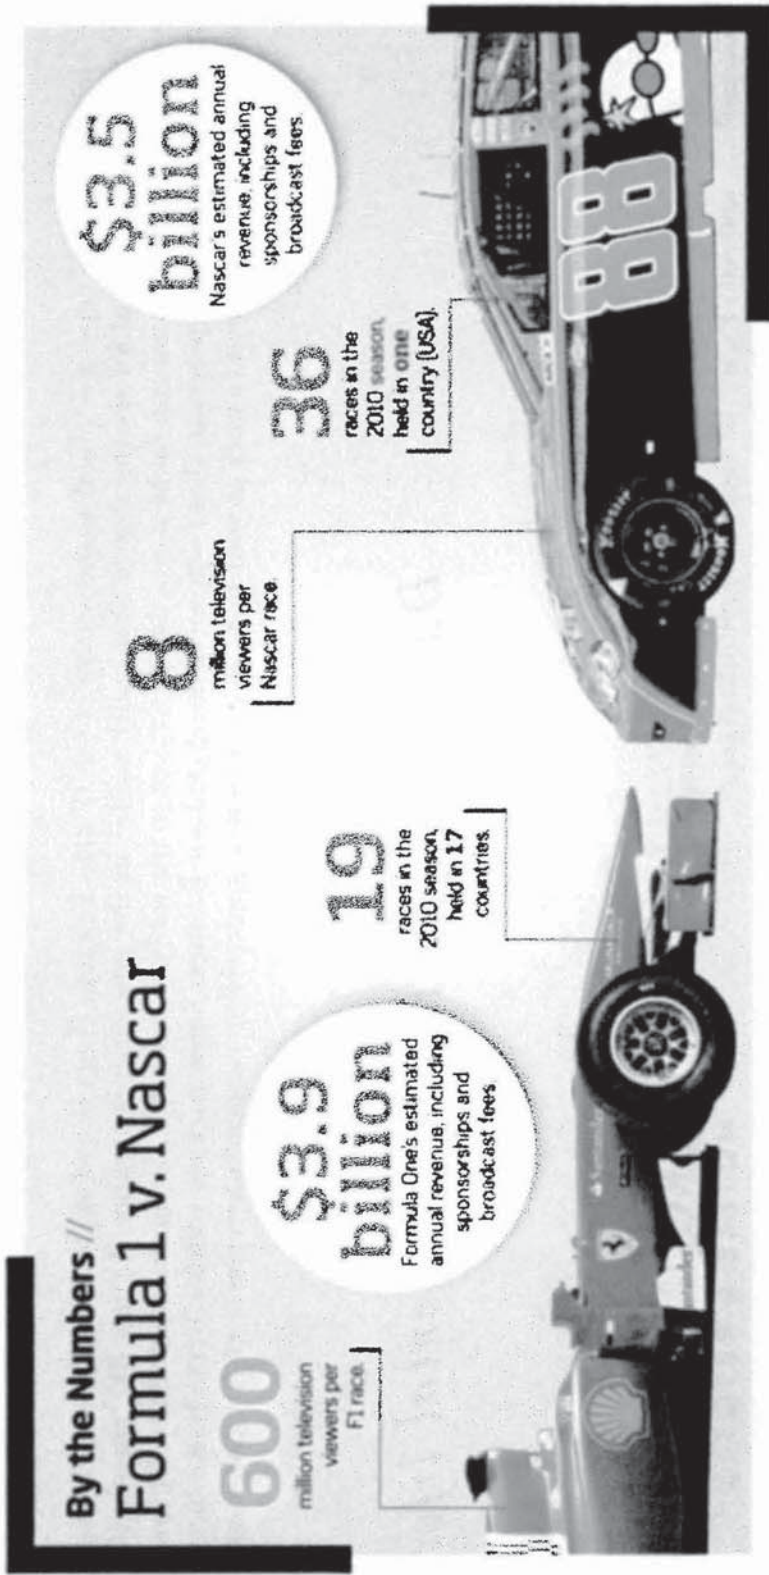 By the Numbers //
Formula 1 v. Nascar
600
million television
viewers per
F1 race.
$3.9
billion
Formula One's estimated
annual revenue, including
sponsorships and
broadcast fees
19
races in the
2010 season,
held in 17
countries.
8
million television
viewers per
Nascar race.
36
races in the
2010 season,
held in one
country (USA).
$3.5
billion
Nascar's estimated annual
revenue, including
sponsorships and
broadcast fees.
88
Hoosier